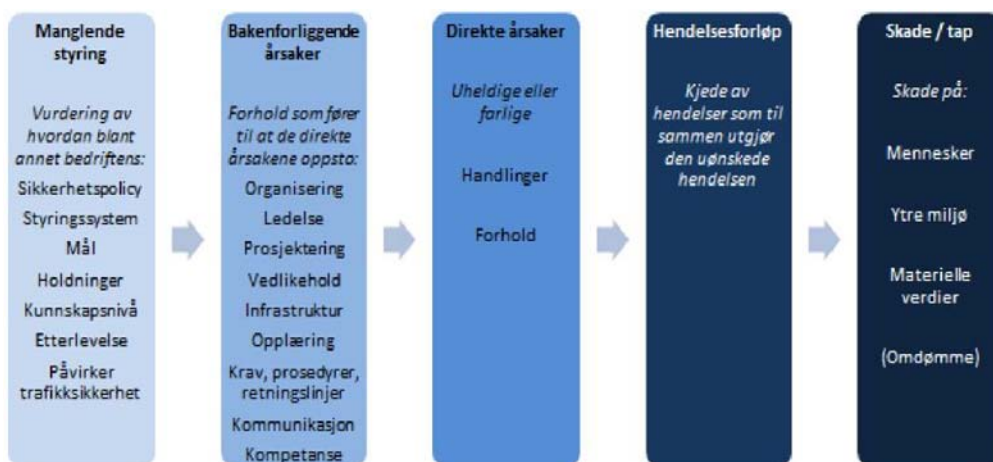 Manglende
styring
Vurdering av
hvordan blant
annet bedriftens:
Sikkerhetspolicy
Styringssystem
Mål
Holdninger
Kunnskapsnivå
Etterlevelse
Påvirker
trafikksikkerhet
Bakenforliggende
årsaker
Forhold som fører
til at de direkte
årsakene oppsto:
Organisering
Ledelse
Prosjektering
Vedlikehold
Infrastruktur
Opplæring
Krav, prosedyrer,
retningslinjer
Kommunikasjon
Kompetanse
Direkte årsaker
Uheldige eller
farlige
Handlinger
Forhold
Hendelsesforløp
Kjede av
hendelser som til
sammen utgjør
den uønskede
hendelsen
Skade / tap
Skade på:
Mennesker
Ytre miljø
Materielle
verdier
(Omdømme)